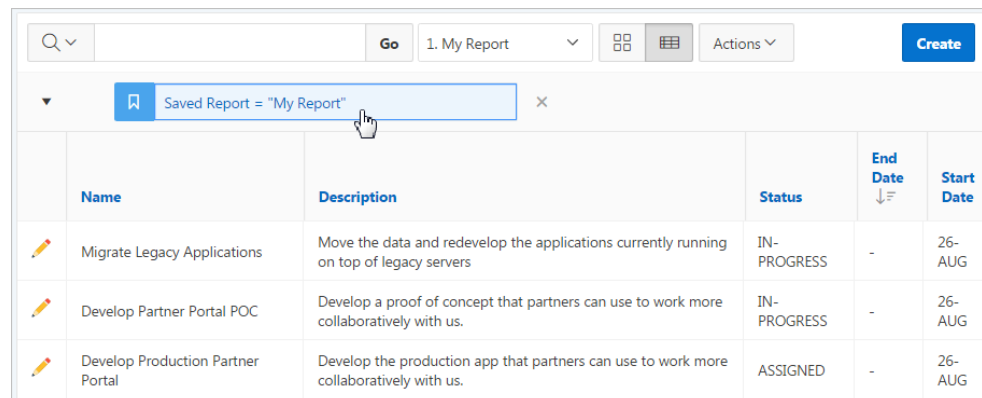 Go 1. My Report Actions Create
Saved Report = "My Report"
Name Description Status End Date Start Date
Migrate Legacy Applications
Move the data and redevelop the applications currently running
on top of legacy servers
IN-
PROGRESS
-
26-
AUG
Develop Partner Portal POC
Develop a proof of concept that partners can use to work more
collaboratively with us.
IN-
PROGRESS
-
26-
AUG
Develop Production Partner
Portal
Develop the production app that partners can use to work more
collaboratively with us.
ASSIGNED
-
26-
AUG